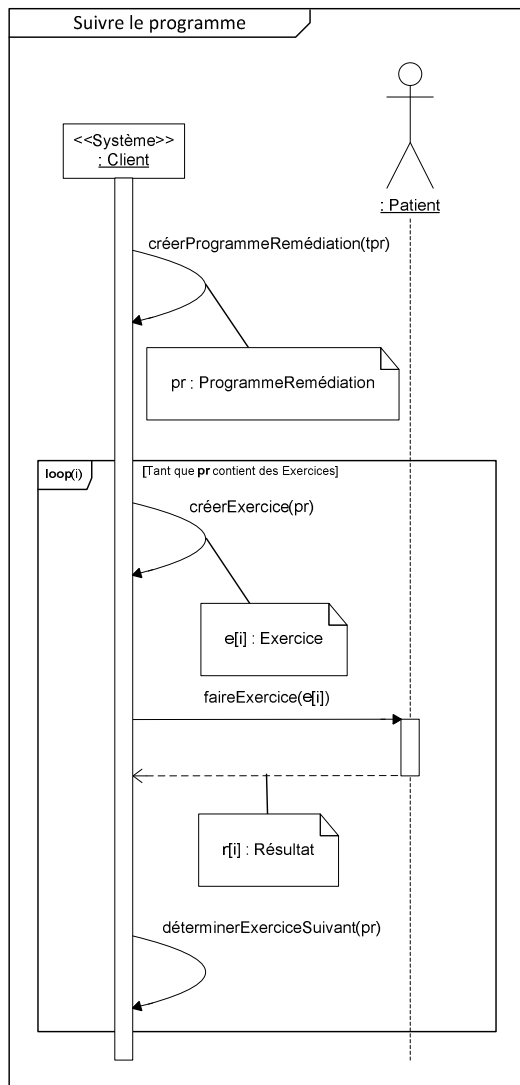 Suivre le programme
<<Système>>
: Client
: Patient
créerProgrammeRemédiation(tpr)
pr : ProgrammeRemédiation
loop(i)
[Tant que pr contient des Exercices]
créerExercice(pr)
e[i] : Exercice
faireExercice(e[i])
r[i] : Résultat
déterminerExerciceSuivant(pr)